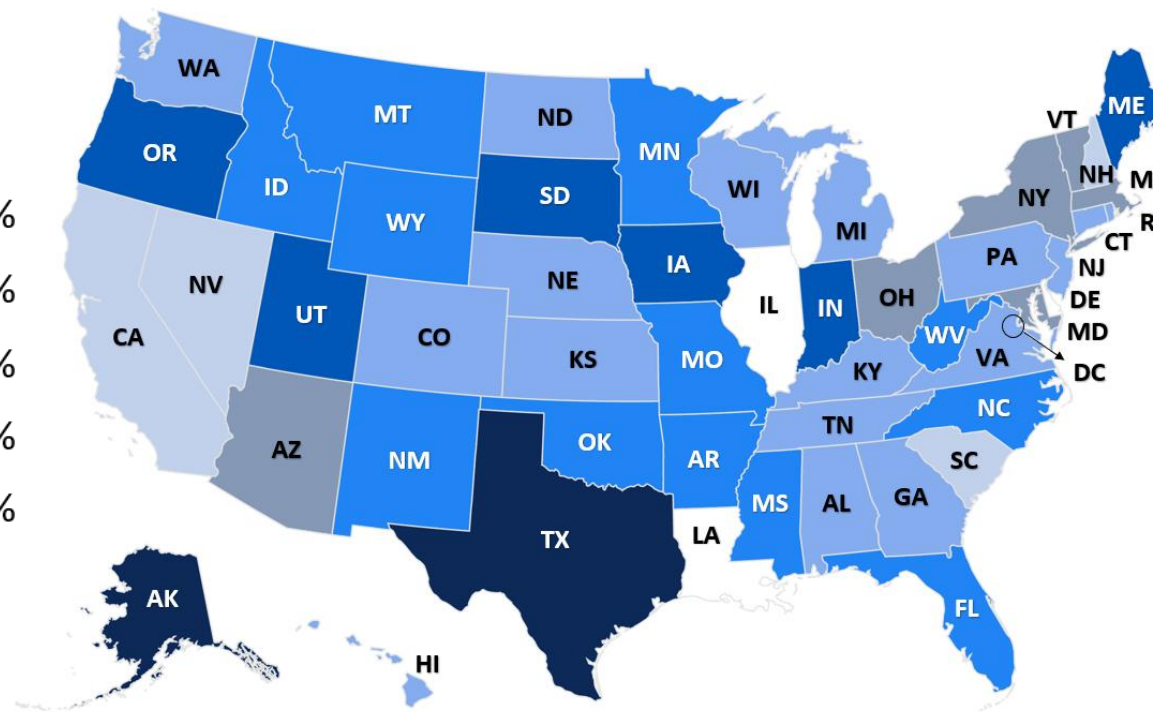 WA
MT
ND
MN
VT
ME
OR
ID
SD
WI
NH
M
NY
WY
MI
R
%
IA
PA
CT
NE
NJ
NV
UT
IL
IN
OH
DE
%
CA
CO
WV
MD
KS
MO
VA
KY
DC
%
NC
TN
AZ
OK
%
NM
AR
SC
MS
AL
GA
%
TX
LA
AK
FL
HI